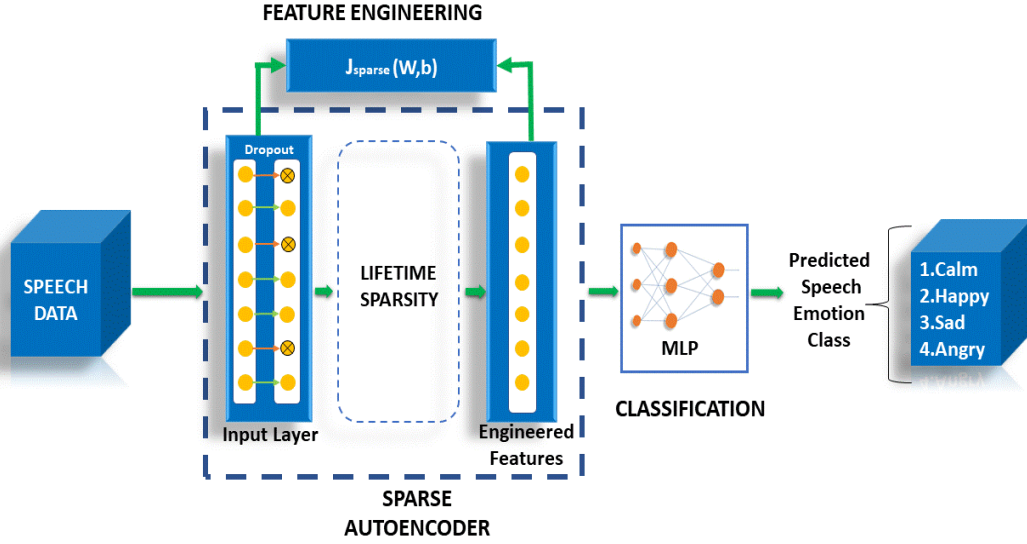 FEATURE ENGINEERING
Jsparse (W,b)
Dropout
SPEECH
DATA
LIFETIME
SPARSITY
Input Layer
Engineered
Features
SPARSE
AUTOENCODER
MLP
CLASSIFICATION
Predicted
Speech
Emotion
Class
1.Calm
2.Happy
3.Sad
4.Angry